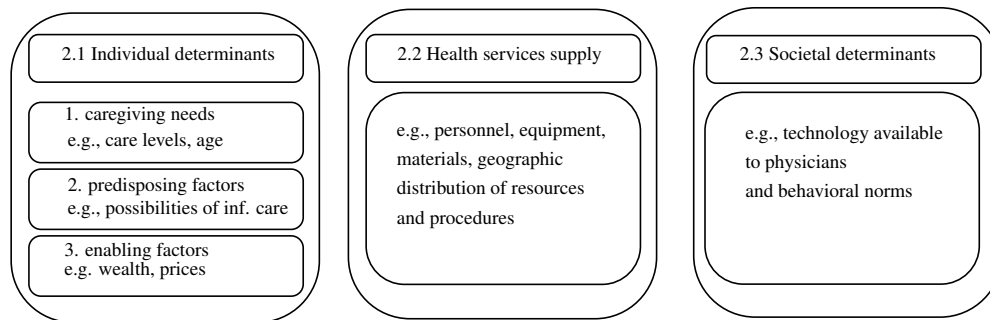 2.1 Individual determinants
1. caregiving needs
e.g., care levels, age
2. predisposing factors
e.g., possibilities of inf. care
3. enabling factors
e.g. wealth, prices
2.2 Health services supply
e.g., personnel, equipment,
materials, geographic
distribution of resources
and procedures
2.3 Societal determinants
e.g., technology available
to physicians
and behavioral norms